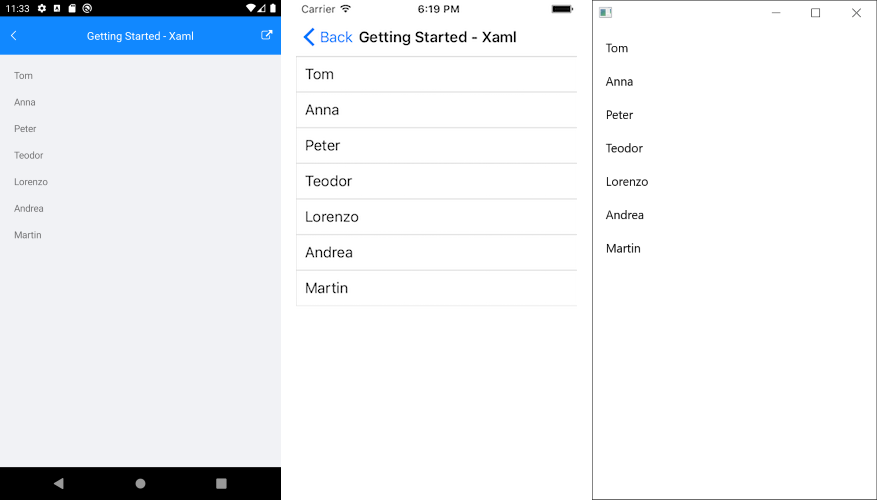 11:33
Getting Started - Xaml
Tom
Anna
Peter
Teodor
Lorenzo
Andrea
Martin
Carrier 6:19 PM
Back Getting Started - Xaml
Tom
Anna
Peter
Teodor
Lorenzo
Andrea
Martin
Tom
Anna
Peter
Teodor
Lorenzo
Andrea
Martin